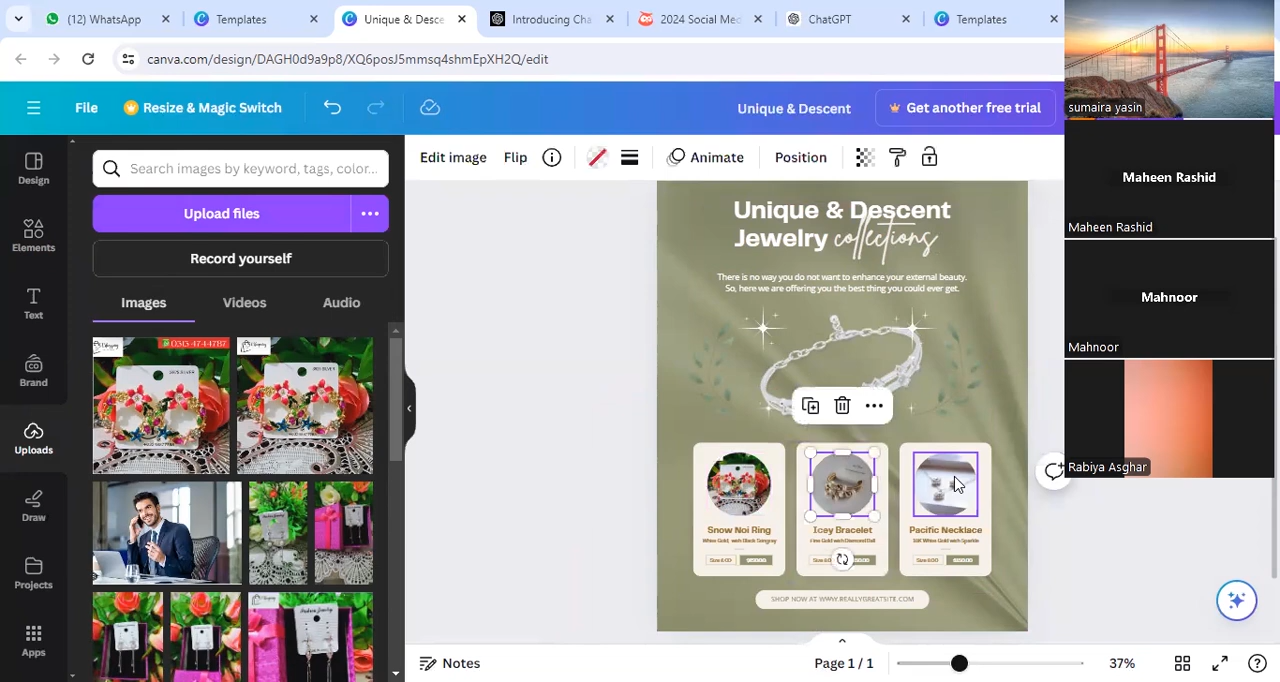 (12) WhatsApp
Templates
Unique & Desce
Introducing Cha
2024 Social Med
ChatGPT
Templates
canva.com/design/DAGH0d9a9p8/XQ6posJ5mmsq4shmEpXH2Q/edit
File
Resize & Magic Switch
Unique & Descent
Get another free trial
sumaira yasin
Design
Elements
Text
Brand
Uploads
Draw
Projects
Apps
Search images by keyword, tags, color...
Upload files
Record yourself
Images
Videos
Audio
0313 4744787
Edit image
Flip
Animate
Position
Unique & Descent
Jewelry collections
There is no way you do not want to enhance your external beauty.
So, here we are offering you the best thing you could ever get.
Snow Noi Ring
Icey Bracelet
Pacific Necklace
SHOP NOW AT WWW.REALLYGREATSITE.COM
Maheen Rashid
Maheen Rashid
Mahnoor
Mahnoor
Rabiya Asghar
Notes
Page 1 / 1
37%